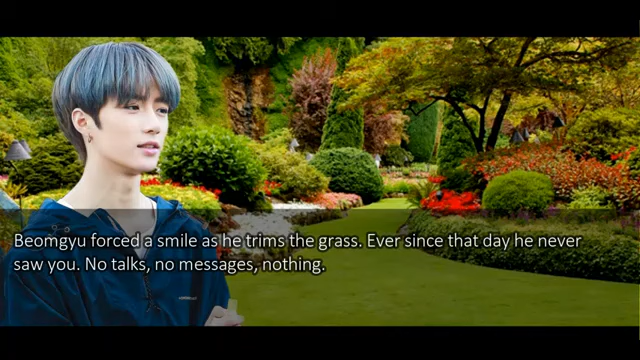 Beomgyu forced a smile as he trims the grass. Ever since that day he never
saw you. No talks, no messages, nothing.